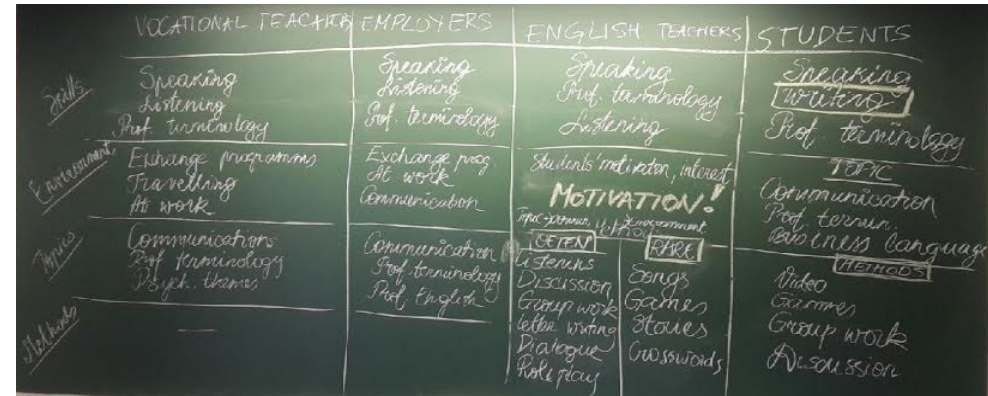 VOCATIONAL TEACHER
EMPLOYERS
ENGLISH TEACHERS
STUDENTS
Skills
Speaking
Listening
Prof. terminology
Speaking
Listening
Prof. terminology
Speaking
Prof. terminology
Listening
Speaking
Writing
Prof. terminology
Environment
Exhange programms
Travelling
At work
Exchange prog.
At work
Communication
Students' motivation, interest
MOTIVATION!
TOPIC
Communication
Prof. termin.
Business language
Topics
Communications
Prof terminology
Psych. themes
Communication
Prof. terminology
Prof. English
OFTEN
Listening
Discussion
Group work
Letter writing
Dialogue
Role play
RARE
Songs
Games
Stories
Crosswords
METHODS
Video
Games
Group work
Discussion
Methods
—